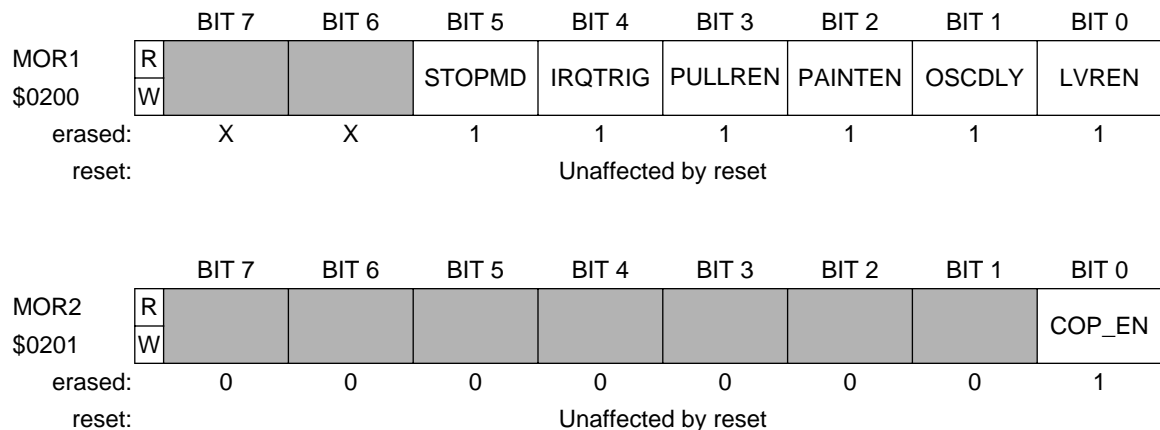 BIT 7 BIT 6 BIT 5 BIT 4 BIT 3 BIT 2 BIT 1 BIT 0
MOR1 R STOPMD IRQTRIG PULLREN PAINTEN OSCDLY LVREN
$0200 W
erased: X X 1 1 1 1 1 1
reset: Unaffected by reset
BIT 7 BIT 6 BIT 5 BIT 4 BIT 3 BIT 2 BIT 1 BIT 0
MOR2 R COP_EN
$0201 W
erased: 0 0 0 0 0 0 0 1
reset: Unaffected by reset